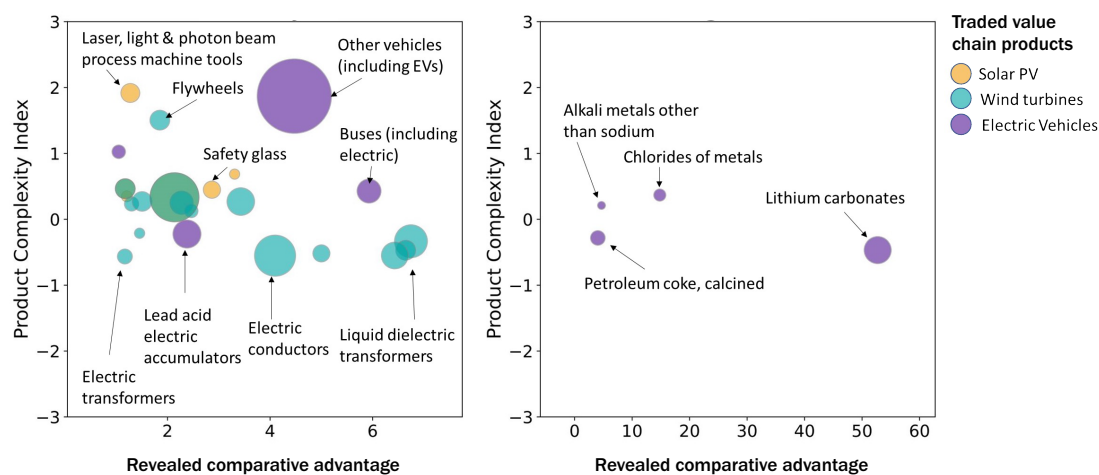 Laser, light & photon beam
process machine tools
Flywheels
Other vehicles
(including EVs)
Safety glass
Buses (including
electric)
Lead acid
electric
accumulators
Electric
conductors
Liquid dielectric
transformers
Electric
transformers
Product Complexity Index
3
2
1
0
−1
−2
−3
2
4
6
Revealed comparative advantage
Alkali metals other
than sodium
Chlorides of metals
Lithium carbonates
Petroleum coke, calcined
Product Complexity Index
3
2
1
0
−1
−2
−3
0
10
20
30
40
50
60
Revealed comparative advantage
Traded value
chain products
Solar PV
Wind turbines
Electric Vehicles